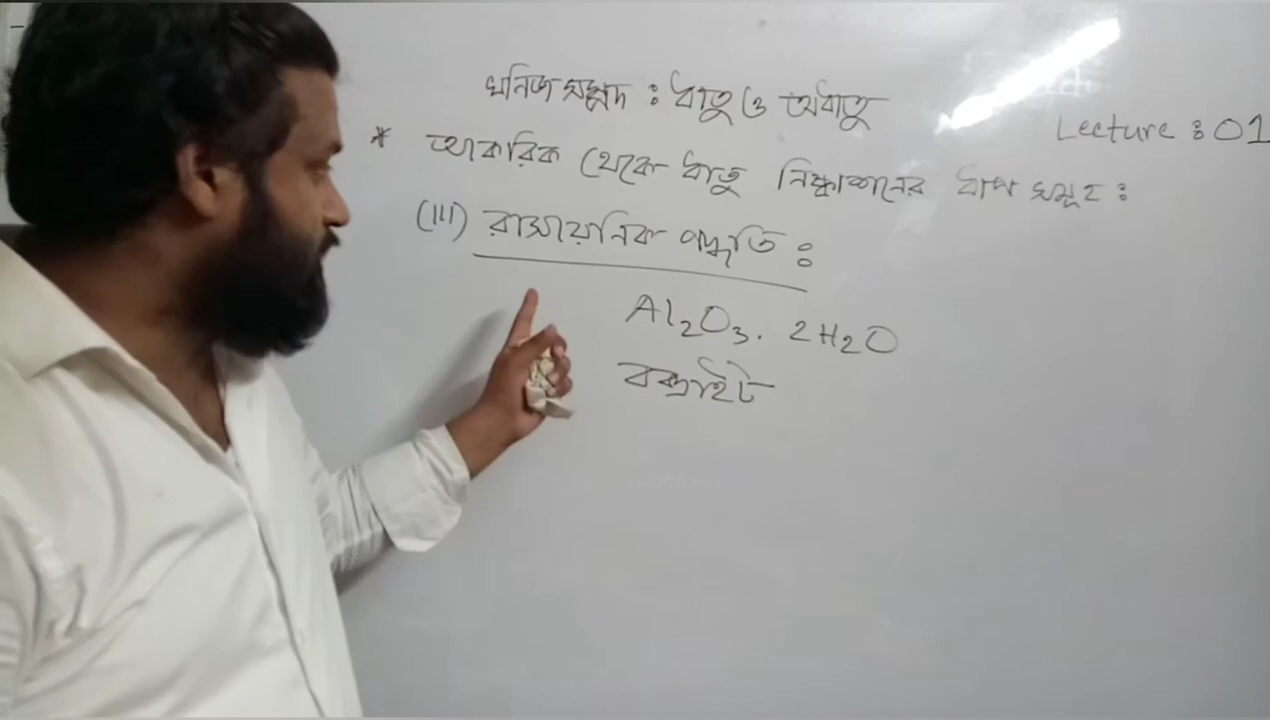 খনিজ সম্পদ : ধাতু ও অধাতু
Lecture : 01
* আকরিক থেকে ধাতু নিষ্কাশনের ধাপ সমূহ :
(iii) রাসায়নিক পদ্ধতি :
Al₂O₃. 2H₂O
বক্সাইট